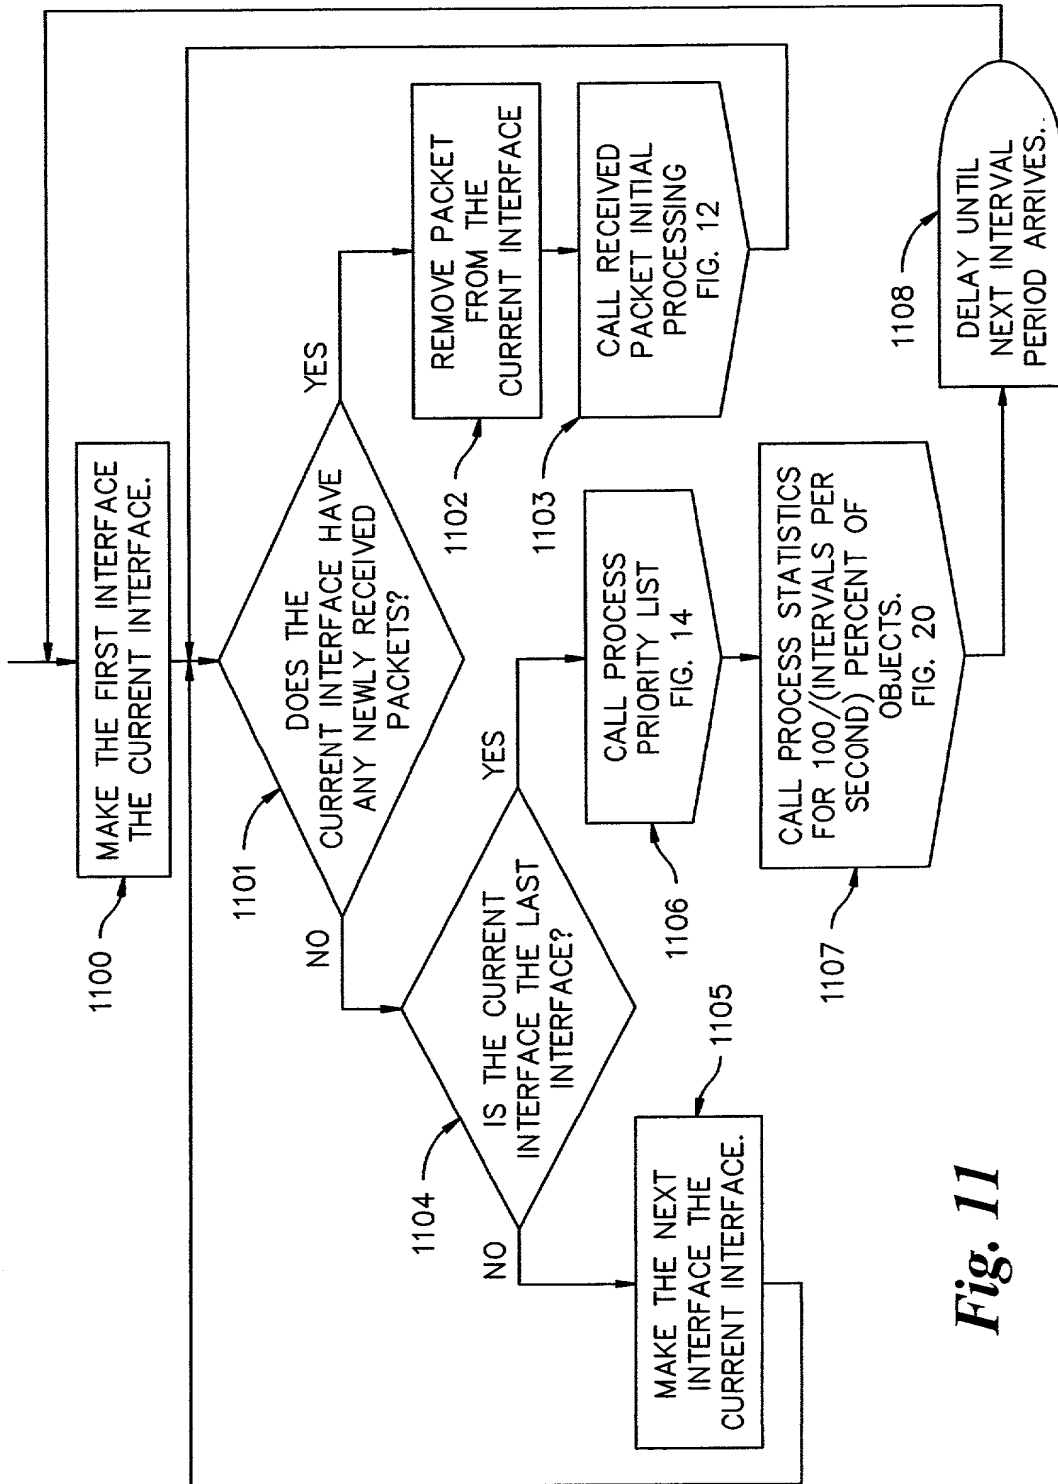 MAKE THE FIRST INTERFACE
THE CURRENT INTERFACE.
1100
DOES THE
CURRENT INTERFACE HAVE
ANY NEWLY RECEIVED
PACKETS?
1101
YES
NO
REMOVE PACKET
FROM THE
CURRENT INTERFACE
1102
CALL RECEIVED
PACKET INITIAL
PROCESSING
FIG. 12
1103
IS THE CURRENT
INTERFACE THE LAST
INTERFACE?
1104
YES
NO
MAKE THE NEXT
INTERFACE THE
CURRENT INTERFACE.
1105
CALL PROCESS
PRIORITY LIST
FIG. 14
1106
CALL PROCESS STATISTICS
FOR 100/(INTERVALS PER
SECOND) PERCENT OF
OBJECTS.
FIG. 20
1107
DELAY UNTIL
NEXT INTERVAL
PERIOD ARRIVES.
1108
Fig. 11